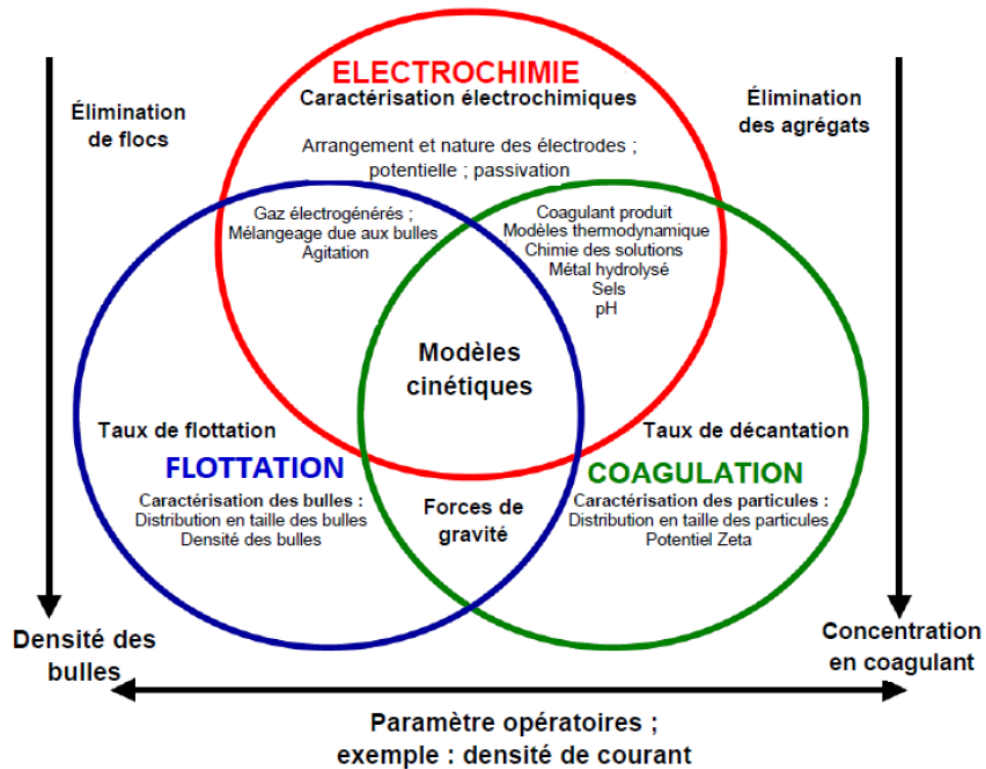 ELECTROCHIMIE
Caractérisation électrochimiques
Élimination
de flocs
Élimination
des agrégats
Arrangement et nature des électrodes ;
potentielle ; passivation
Gaz électrogénérés ;
Mélangeage due aux bulles
Agitation
Coagulant produit
Modèles thermodynamique
Chimie des solutions
Métal hydrolysé
Sels
pH
Modèles
cinétiques
Taux de flottation
FLOTTATION
Caractérisation des bulles :
Distribution en taille des bulles
Densité des bulles
Forces de
gravité
Taux de décantation
COAGULATION
Caractérisation des particules :
Distribution en taille des particules
Potentiel Zeta
Densité des
bulles
Concentration
en coagulant
Paramètre opératoires ;
exemple : densité de courant